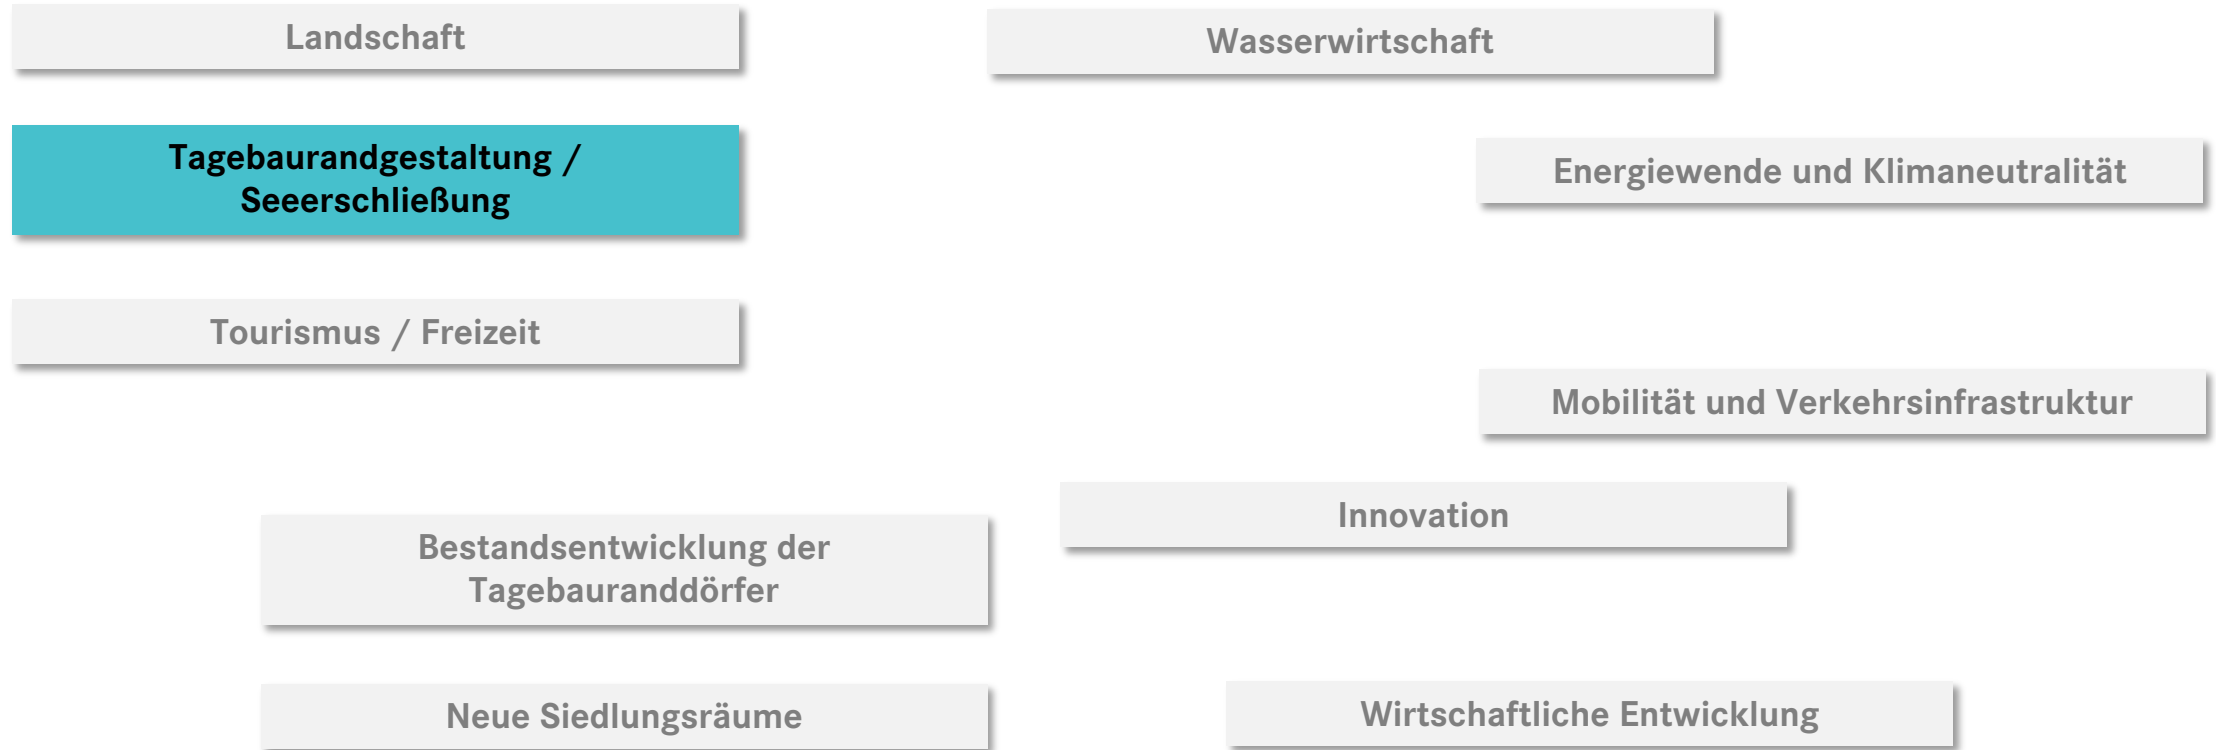 Landschaft
Wasserwirtschaft
Tagebaurandgestaltung /
Seeerschließung
Energiewende und Klimaneutralität
Tourismus / Freizeit
Mobilität und Verkehrsinfrastruktur
Innovation
Bestandsentwicklung der
Tagebauranddörfer
Neue Siedlungsräume
Wirtschaftliche Entwicklung